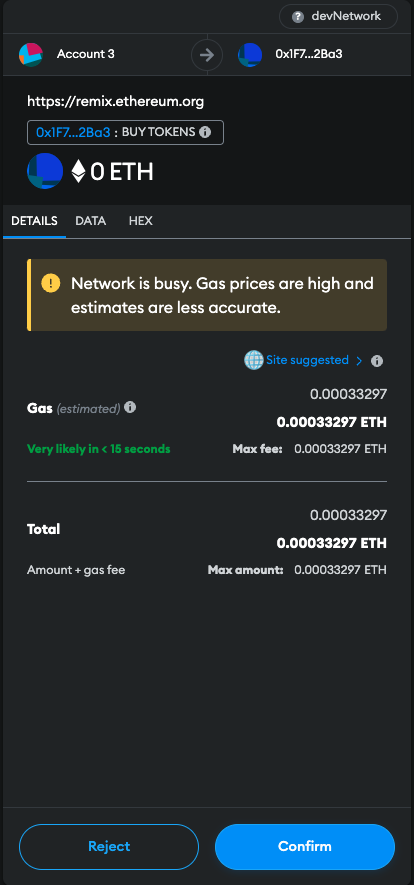 devNetwork
Account 3
0x1F7...2Ba3
https://remix.ethereum.org
0x1F7...2Ba3 : BUY TOKENS
0 ETH
DETAILS DATA HEX
Network is busy. Gas prices are high and
estimates are less accurate.
Site suggested
0.00033297
Gas (estimated)
0.00033297 ETH
Very likely in < 15 seconds Max fee: 0.00033297 ETH
0.00033297
Total
0.00033297 ETH
Amount + gas fee Max amount: 0.00033297 ETH
Reject Confirm